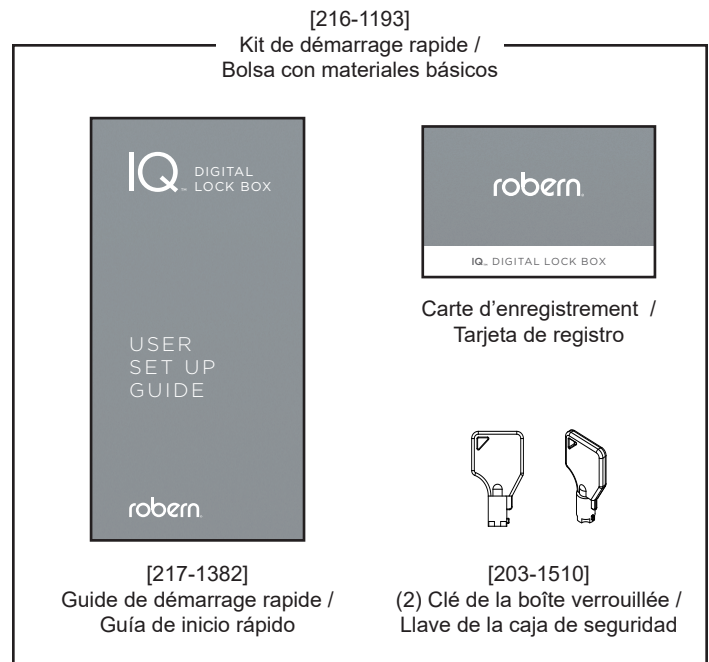 [216-1193]
Kit de démarrage rapide /
Bolsa con materiales básicos
IQ™ DIGITAL
LOCK BOX
USER
SET UP
GUIDE
robern.
[217-1382]
Guide de démarrage rapide /
Guía de inicio rápido
robern.
IQ™ DIGITAL LOCK BOX
Carte d’enregistrement /
Tarjeta de registro
[203-1510]
(2) Clé de la boîte verrouillée /
Llave de la caja de seguridad